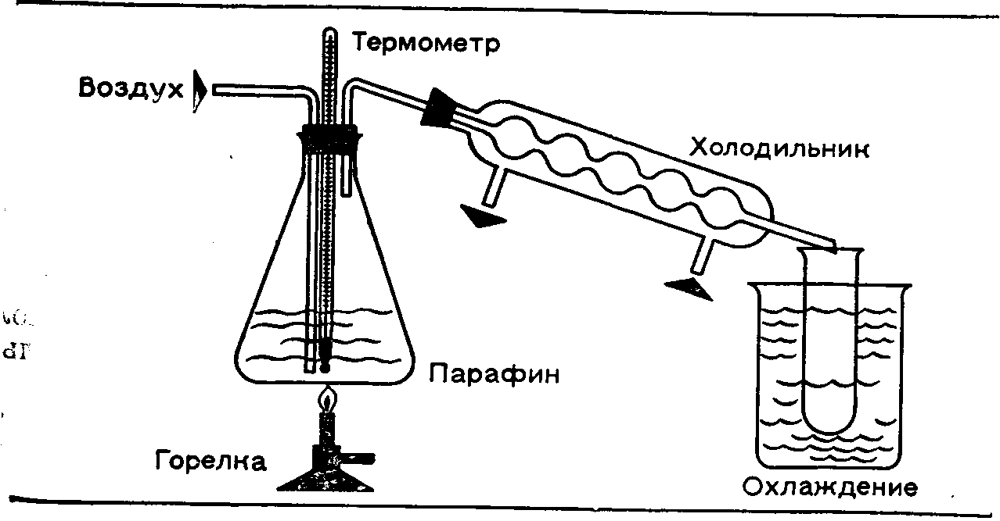 Термометр
Воздух
Холодильник
Парафин
Горелка
Охлаждение